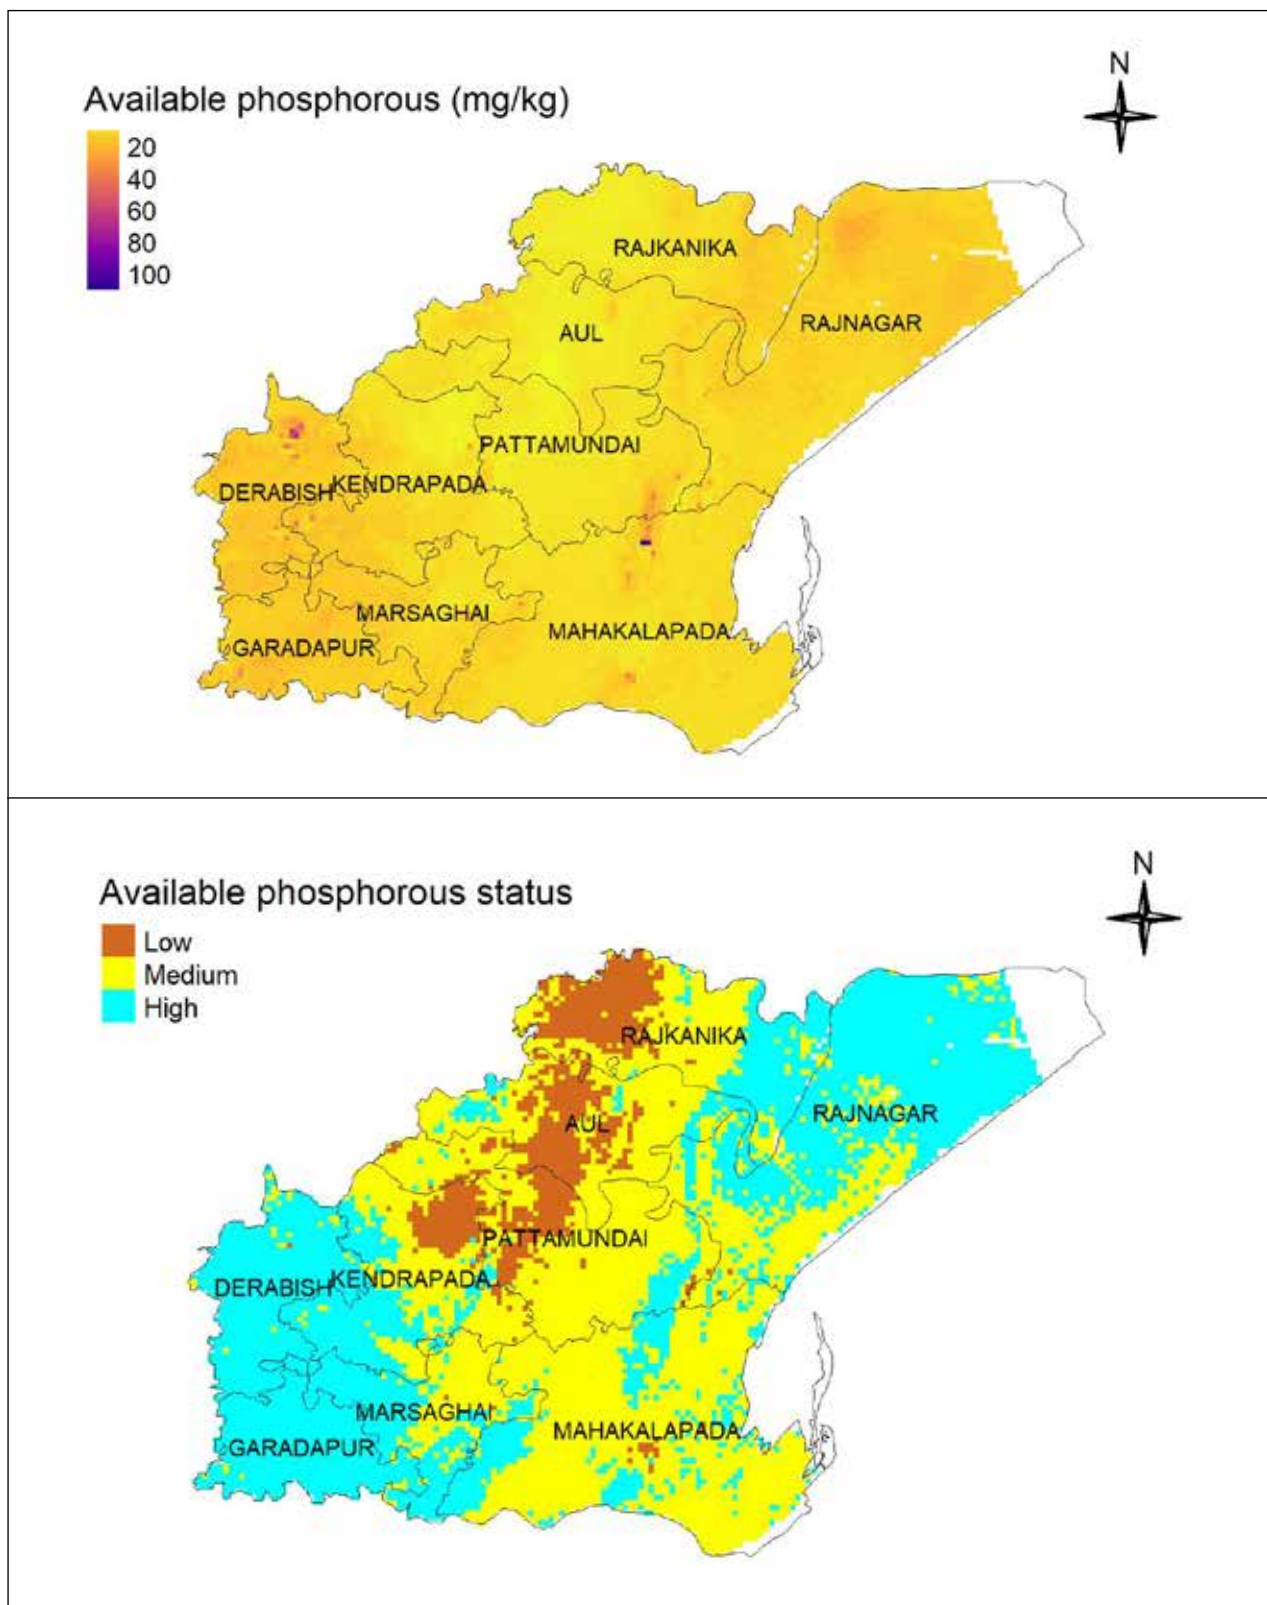 N
Available phosphorous (mg/kg)
20
40
60
80
100
RAJKANIKA
RAJNAGAR
AUL
PATTAMUNDAI
DERABISH
KENDRAPADA
MARSAGHAI
MAHAKALAPADA
GARADAPUR
N
Available phosphorous status
Low
Medium
High
RAJKANIKA
RAJNAGAR
AUL
PATTAMUNDAI
DERABISH
KENDRAPADA
MARSAGHAI
MAHAKALAPADA
GARADAPUR